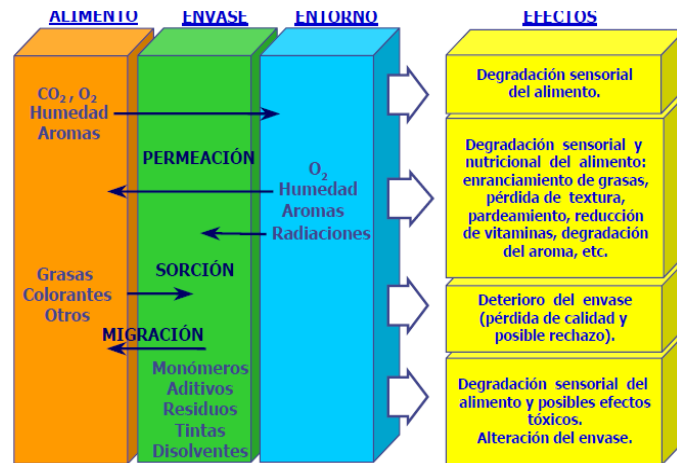 ALIMENTO
ENVASE
ENTORNO
EFECTOS
CO₂ , O₂
Humedad
Aromas
PERMEACIÓN
O₂
Humedad
Aromas
Radiaciones
Grasas
Colorantes
Otros
SORCIÓN
MIGRACIÓN
Monómeros
Aditivos
Residuos
Tintas
Disolventes
Degradación sensorial
del alimento.
Degradación sensorial y
nutricional del alimento:
enranciamiento de grasas,
pérdida de textura,
pardeamiento, reducción
de vitaminas, degradación
del aroma, etc.
Deterioro del envase
(pérdida de calidad y
posible rechazo).
Degradación sensorial del
alimento y posibles efectos
tóxicos.
Alteración del envase.